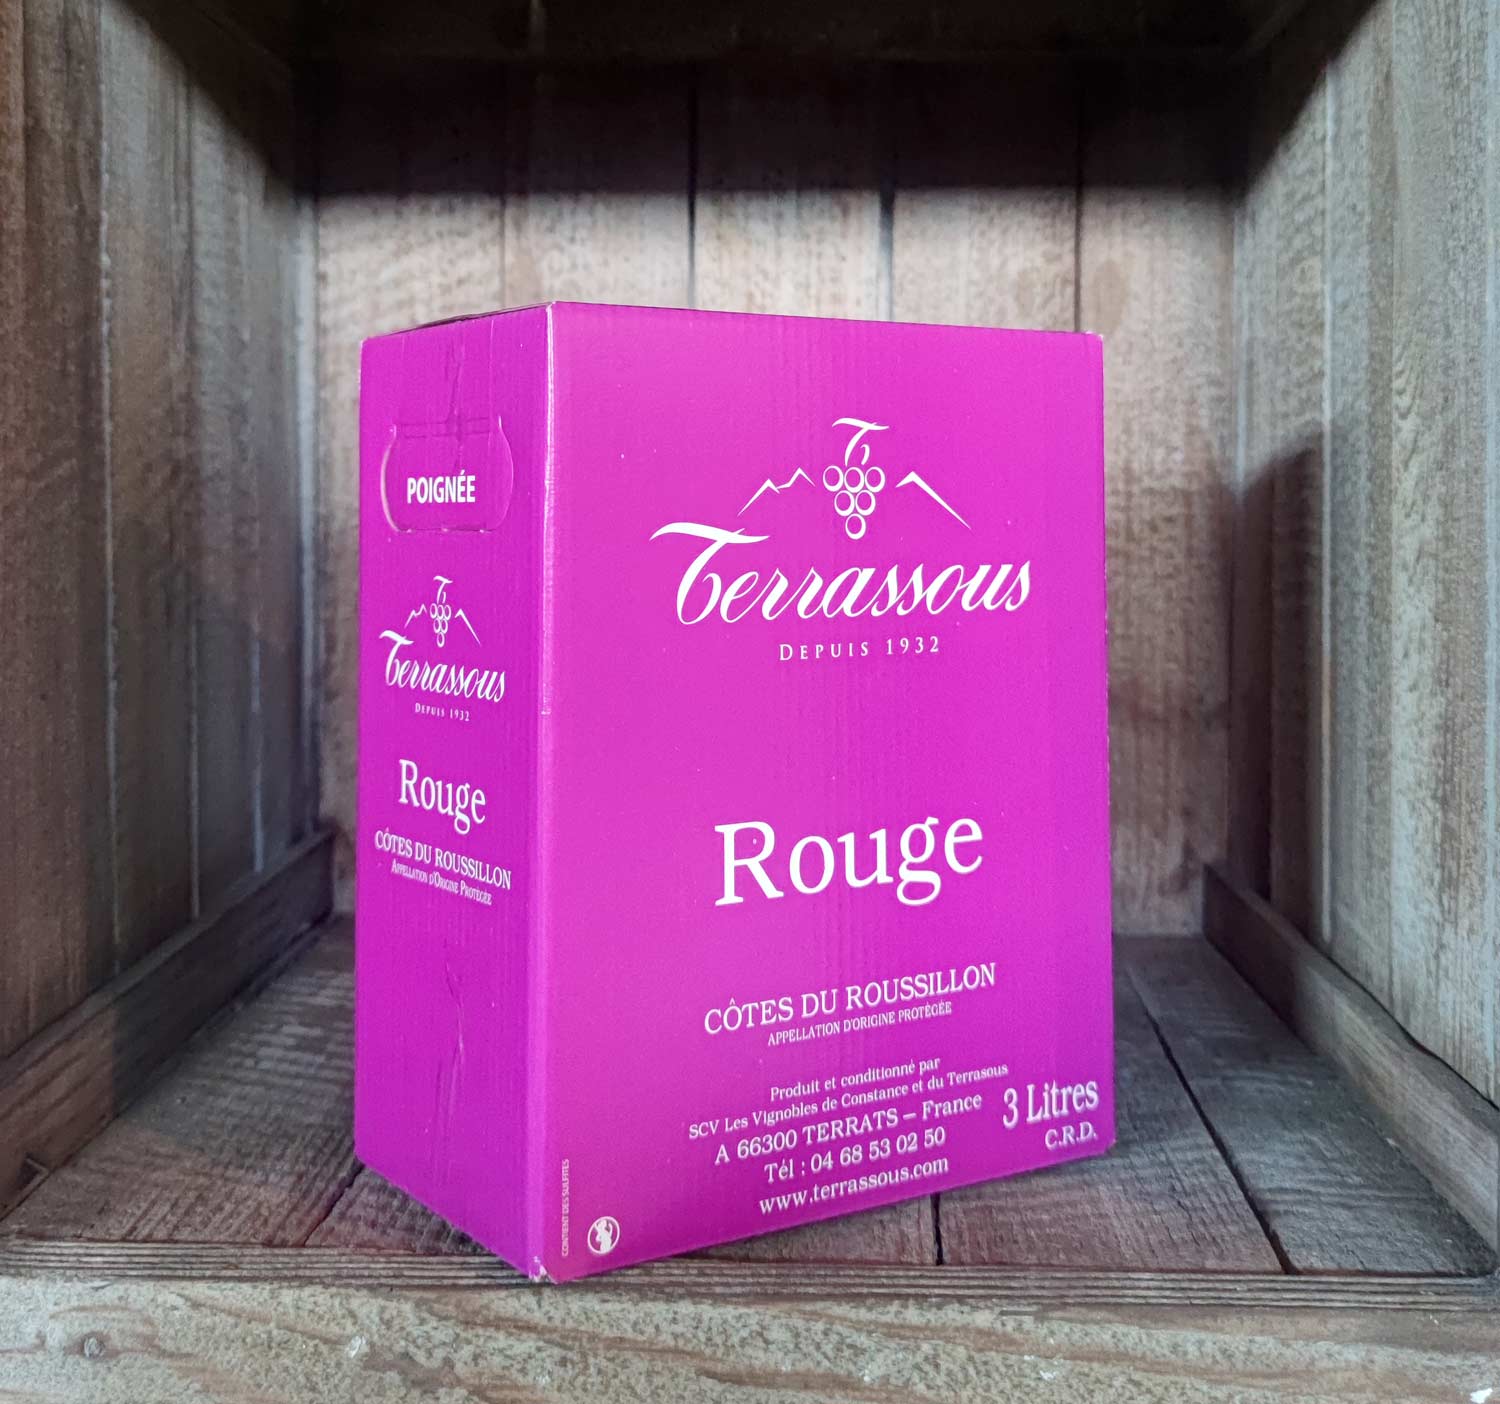 POIGNÉE
Terrassous
DEPUIS 1932
Rouge
CÔTES DU ROUSSILLON
APPELLATION D'ORIGINE PROTÉGÉE
Terrassous
DEPUIS 1932
Rouge
CÔTES DU ROUSSILLON
APPELLATION D'ORIGINE PROTÉGÉE
Produit et conditionné par
SCV Les Vignobles de Constance et du Terrasous
A 66300 TERRATS – France
Tél : 04 68 53 02 50
www.terrassous.com
3 Litres
C.R.D.
CONTIENT DES SULFITES